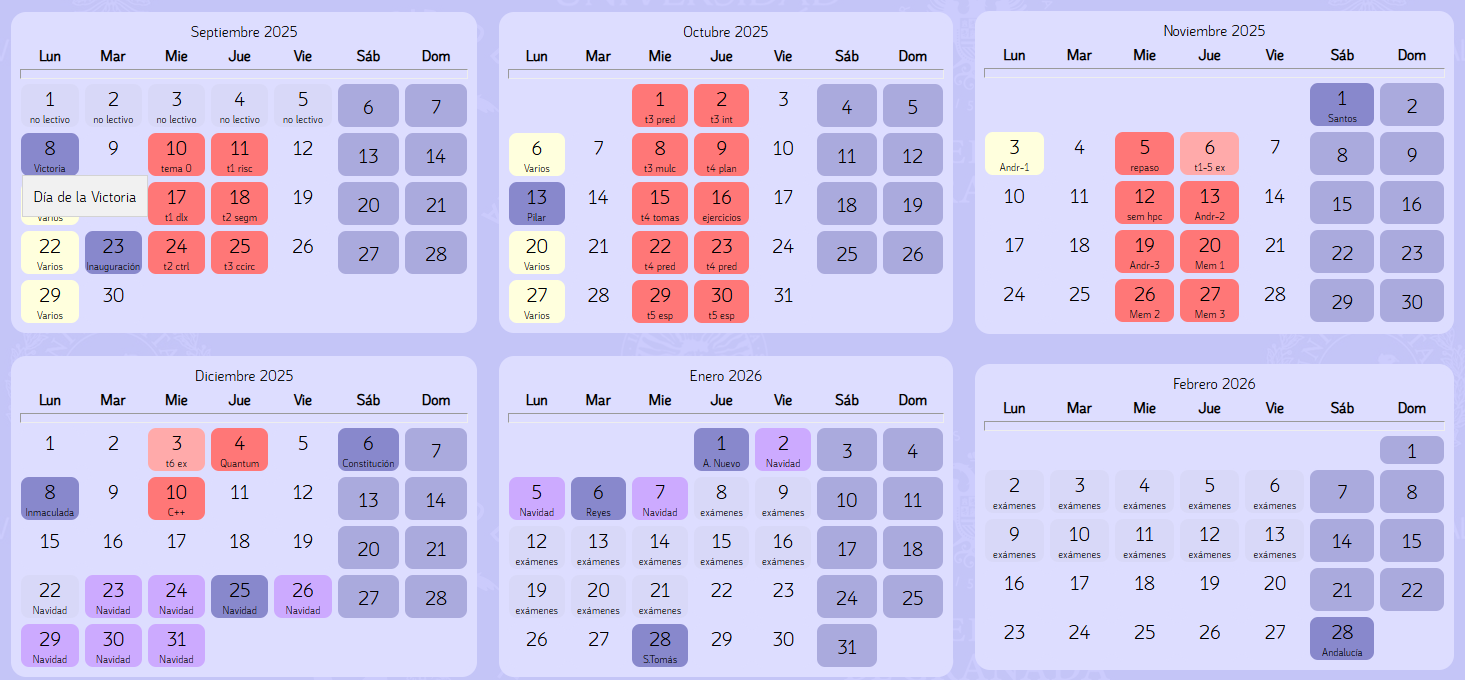 Septiembre 2025
Lun Mar Mie Jue Vie Sáb Dom
1 2 3 4 5 6 7
no lectivo no lectivo no lectivo no lectivo no lectivo
8 9 10 11 12 13 14
Victoria tema 0 t1 risc
Día de la Victoria
17 18 19 20 21
Varios t1 dlx t2 segm
22 23 24 25 26 27 28
Varios Inauguración t2 ctrl t3 ccirc
29 30
Varios
Octubre 2025
Lun Mar Mie Jue Vie Sáb Dom
1 2 3 4 5
t3 pred t3 int
6 7 8 9 10 11 12
Varios t3 mulc t4 plan
13 14 15 16 17 18 19
Pilar t4 tomas ejercicios
20 21 22 23 24 25 26
Varios t4 pred t4 pred
27 28 29 30 31
Varios t5 esp t5 esp
Noviembre 2025
Lun Mar Mie Jue Vie Sáb Dom
1 2
Santos
3 4 5 6 7 8 9
Andr-1 repaso t1-5 ex
10 11 12 13 14 15 16
sem hpc Andr-2
17 18 19 20 21 22 23
Andr-3 Mem 1
24 25 26 27 28 29 30
Mem 2 Mem 3
Diciembre 2025
Lun Mar Mie Jue Vie Sáb Dom
1 2 3 4 5 6 7
t6 ex Quantum Constitución
8 9 10 11 12 13 14
Inmaculada C++
15 16 17 18 19 20 21
22 23 24 25 26 27 28
Navidad Navidad Navidad Navidad Navidad
29 30 31
Navidad Navidad Navidad
Enero 2026
Lun Mar Mie Jue Vie Sáb Dom
1 2 3 4
A. Nuevo Navidad
5 6 7 8 9 10 11
Navidad Reyes Navidad exámenes exámenes
12 13 14 15 16 17 18
exámenes exámenes exámenes exámenes exámenes
19 20 21 22 23 24 25
exámenes exámenes exámenes
26 27 28 29 30 31
S.Tomás
Febrero 2026
Lun Mar Mie Jue Vie Sáb Dom
1
2 3 4 5 6 7 8
exámenes exámenes exámenes exámenes exámenes
9 10 11 12 13 14 15
exámenes exámenes exámenes exámenes exámenes
16 17 18 19 20 21 22
23 24 25 26 27 28
Andalucía